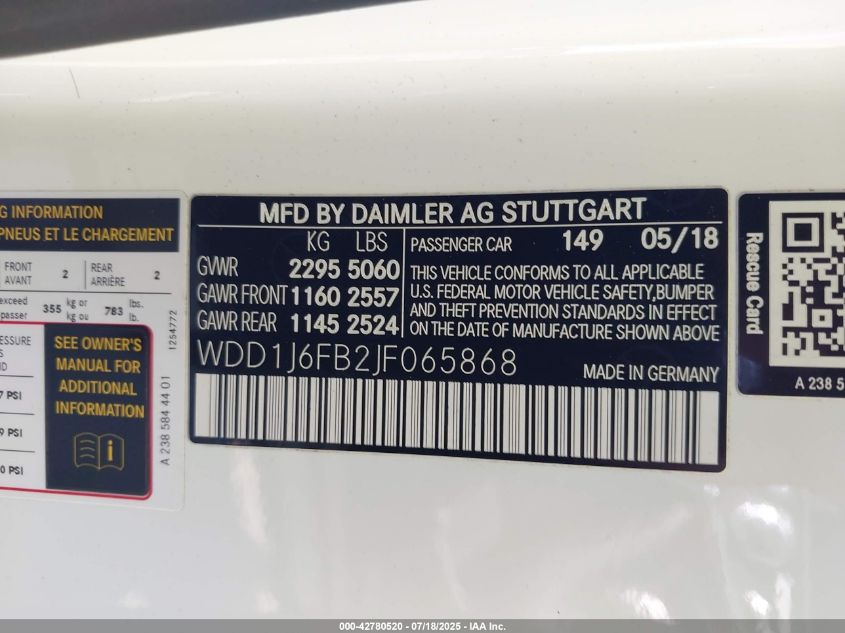 G INFORMATION
PNEUS ET LE CHARGEMENT
FRONT 2 REAR 2
AVANT ARRIÈRE
exceed 355 kg or 783 lbs.
passer kg ou lb.
ESSURE
S
D
7 PSI
9 PSI
0 PSI
SEE OWNER'S
MANUAL FOR
ADDITIONAL
INFORMATION
i
1254772
A 238 584 44 01
MFD BY DAIMLER AG STUTTGART
KG LBS
GVWR 2295 5060
GAWR FRONT 1160 2557
GAWR REAR 1145 2524
PASSENGER CAR 149 05/18
THIS VEHICLE CONFORMS TO ALL APPLICABLE
U.S. FEDERAL MOTOR VEHICLE SAFETY,BUMPER
AND THEFT PREVENTION STANDARDS IN EFFECT
ON THE DATE OF MANUFACTURE SHOWN ABOVE
WDD1J6FB2JF065868
MADE IN GERMANY
Rescue Card
A 238 5
000-42780520 - 07/18/2025 - IAA Inc.